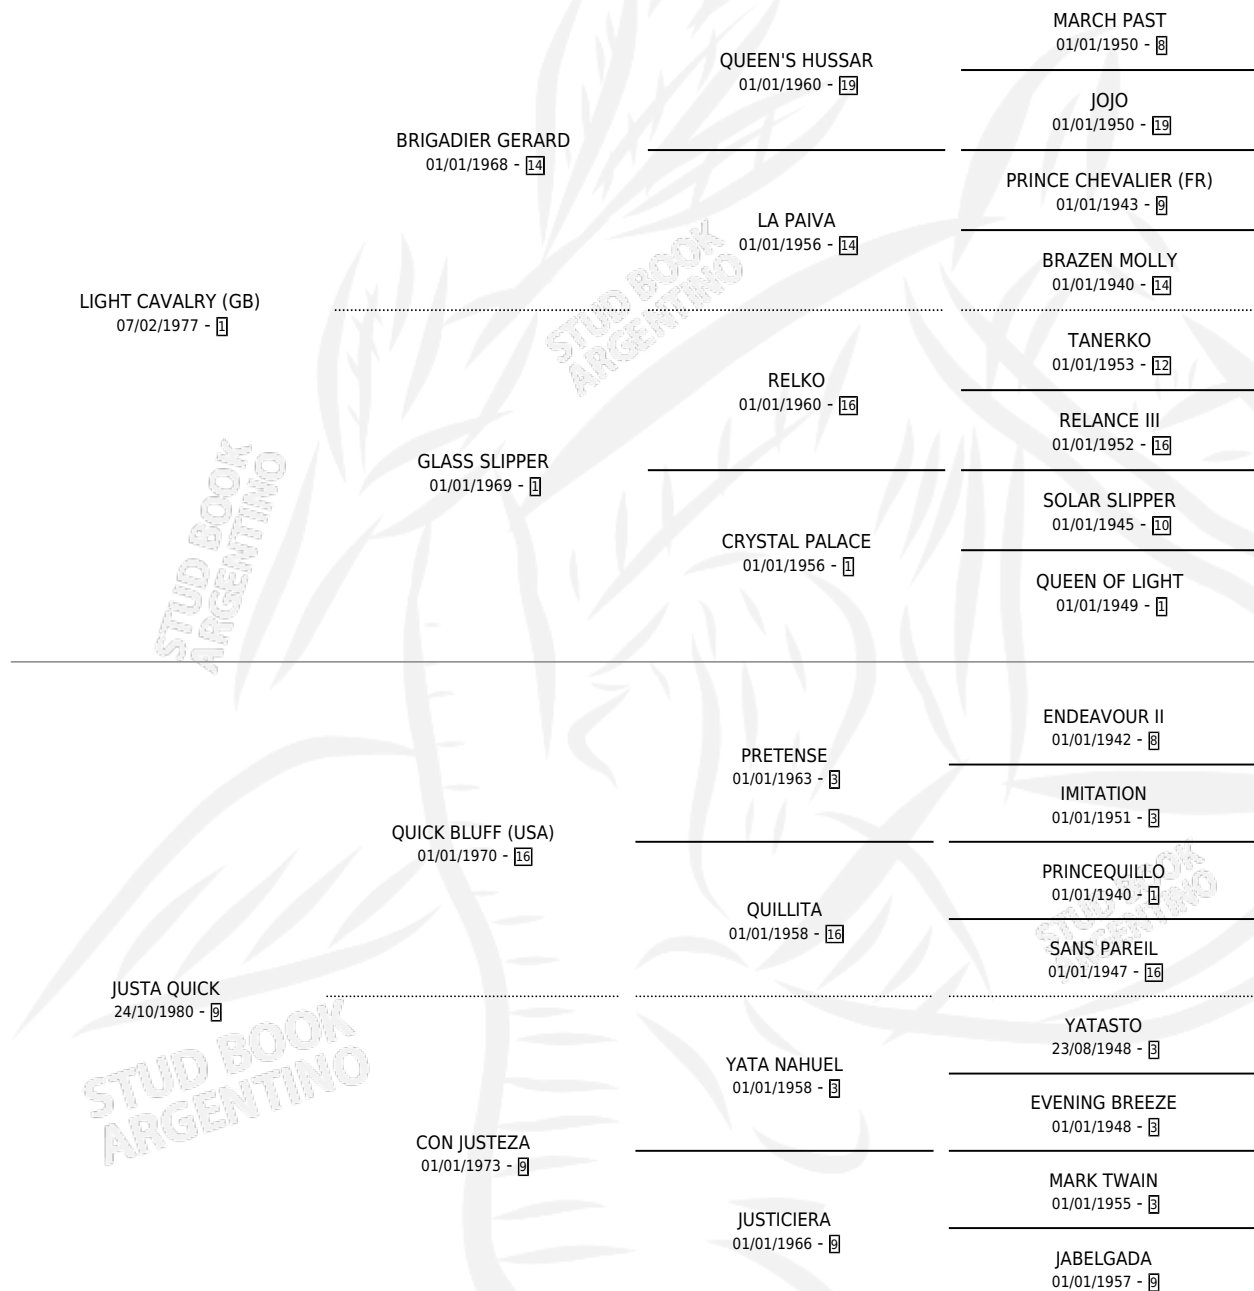 MARCH PAST
01/01/1950 - 8
QUEEN'S HUSSAR
01/01/1960 - 19
JOJO
01/01/1950 - 19
BRIGADIER GERARD
01/01/1968 - 14
PRINCE CHEVALIER (FR)
01/01/1943 - 9
LA PAIVA
01/01/1956 - 14
BRAZEN MOLLY
01/01/1940 - 14
LIGHT CAVALRY (GB)
07/02/1977 - 1
TANERKO
01/01/1953 - 12
RELKO
01/01/1960 - 16
RELANCE III
01/01/1952 - 16
GLASS SLIPPER
01/01/1969 - 1
SOLAR SLIPPER
01/01/1945 - 10
CRYSTAL PALACE
01/01/1956 - 1
QUEEN OF LIGHT
01/01/1949 - 1
ENDEAVOUR II
01/01/1942 - 8
PRETENSE
01/01/1963 - 3
IMITATION
01/01/1951 - 3
QUICK BLUFF (USA)
01/01/1970 - 16
PRINCEQUILLO
01/01/1940 - 1
QUILLITA
01/01/1958 - 16
SANS PAREIL
01/01/1947 - 16
JUSTA QUICK
24/10/1980 - 9
YATASTO
23/08/1948 - 3
YATA NAHUEL
01/01/1958 - 3
EVENING BREEZE
01/01/1948 - 3
CON JUSTEZA
01/01/1973 - 9
MARK TWAIN
01/01/1955 - 3
JUSTICIERA
01/01/1966 - 9
JABELGADA
01/01/1957 - 9
STUD BOOK
ARGENTINO
STUD BOOK
ARGENTINO
STUD BOOK
ARGENTINO
STUD BOOK
ARGENTINO